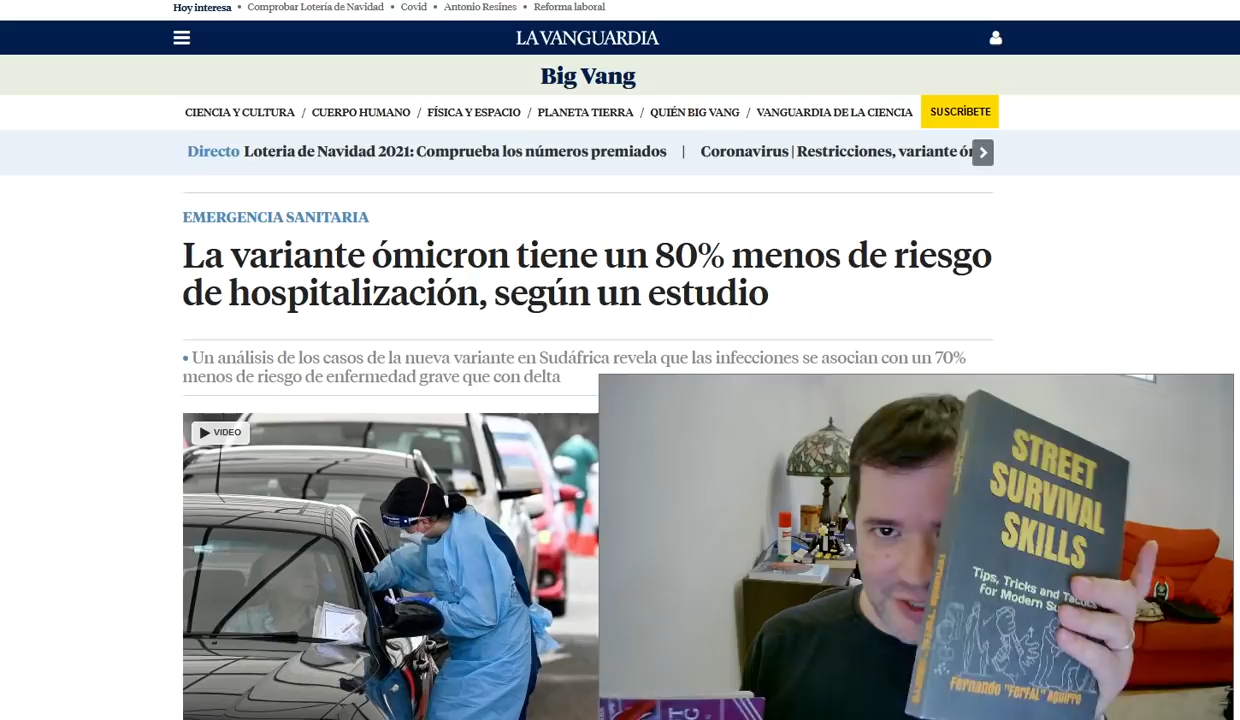 Hoy interesa • Comprobar Lotería de Navidad • Covid • Antonio Resines • Reforma laboral
LA VANGUARDIA
Big Vang
CIENCIA Y CULTURA / CUERPO HUMANO / FÍSICA Y ESPACIO / PLANETA TIERRA / QUIÉN BIG VANG / VANGUARDIA DE LA CIENCIA
SUSCRÍBETE
Directo Loteria de Navidad 2021: Comprueba los números premiados | Coronavirus | Restricciones, variante
EMERGENCIA SANITARIA
La variante ómicron tiene un 80% menos de riesgo
de hospitalización, según un estudio
• Un análisis de los casos de la nueva variante en Sudáfrica revela que las infecciones se asocian con un 70%
menos de riesgo de enfermedad grave que con delta
VIDEO
STREET
SURVIVAL
SKILLS
Tips, Tricks and Tactics
for Modern
Fernando "FerFAL" Aguirre